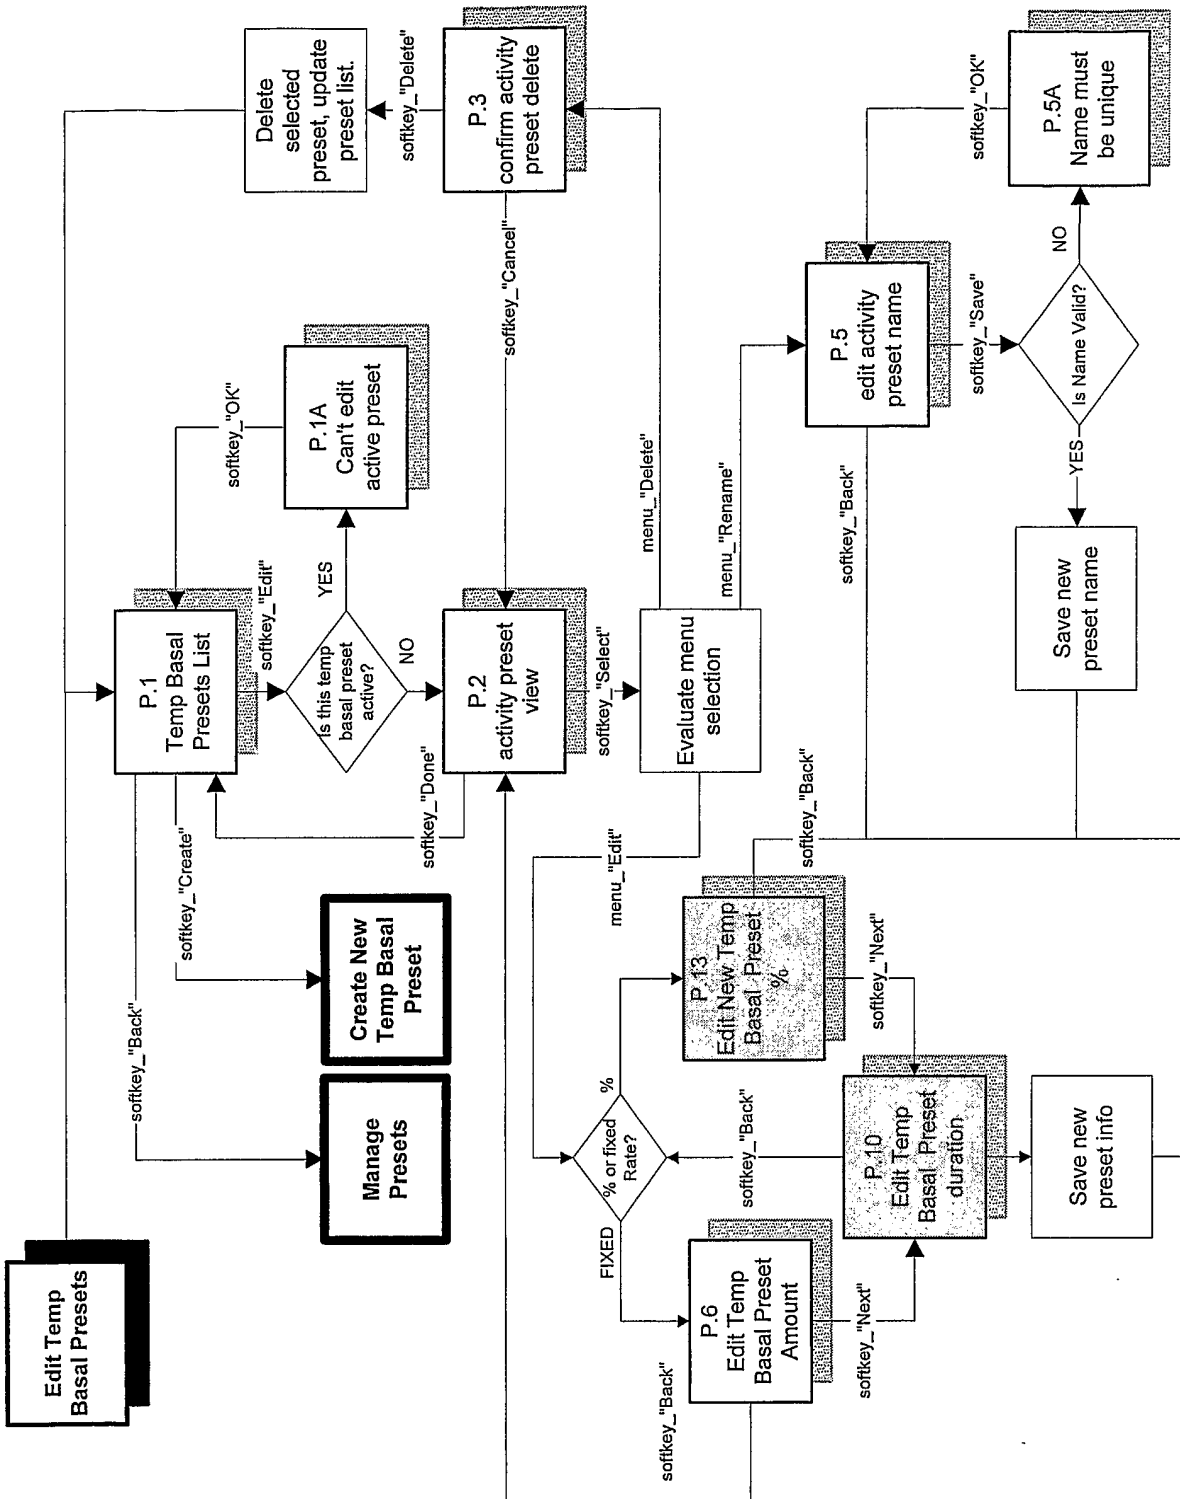 Edit Temp
Basal Presets
P.1
Temp Basal
Presets List
softkey_"Back"
softkey_"Create"
softkey_"Edit"
softkey_"OK"
Manage
Presets
Create New
Temp Basal
Preset
Is this temp
basal preset
active?
YES
NO
P.1A
Can't edit
active preset
Delete
selected
preset, update
preset list.
softkey_"Delete"
P.3
confirm activity
preset delete
softkey_"Cancel"
softkey_"Done"
P.2
activity preset
view
softkey_"Select"
Evaluate menu
selection
menu_"Edit"
menu_"Delete"
menu_"Rename"
% or fixed
Rate?
FIXED
%
P.6
Edit Temp
Basal Preset
Amount
softkey_"Back"
softkey_"Next"
P.13
Edit New Temp
Basal Preset
%
softkey_"Back"
softkey_"Next"
softkey_"Back"
P.10
Edit Temp
Basal Preset
duration
Save new
preset info
P.5
edit activity
preset name
softkey_"Back"
softkey_"Save"
softkey_"OK"
Is Name Valid?
YES
NO
P.5A
Name must
be unique
Save new
preset name